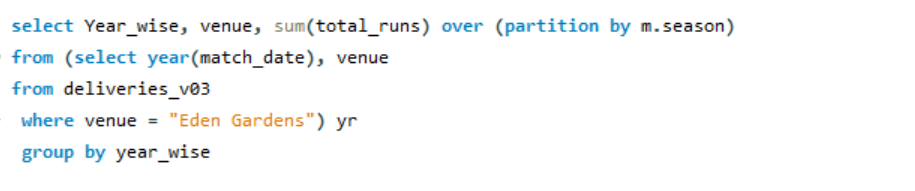 select Year_wise, venue, sum(total_runs) over (partition by m.season)
from (select year(match_date), venue
from deliveries_v03
where venue = "Eden Gardens") yr
group by year_wise